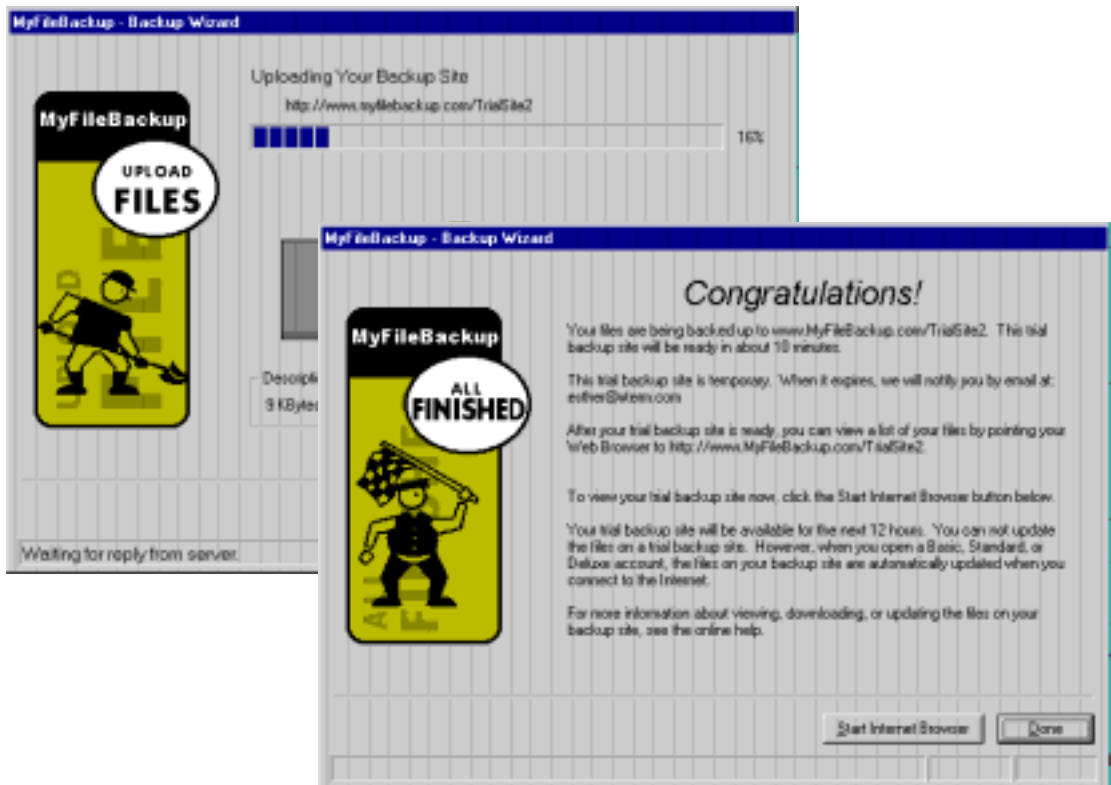 MyFileBackup - Backup Wizard
Uploading Your Backup Site
http://www.myfilebackup.com/TrialSite2
16%
MyFileBackup
UPLOAD
FILES
UPLOAD
FILE
9 KBytes
Waiting for reply from server.
MyFileBackup - Backup Wizard
Congratulations!
MyFileBackup
ALL
FINISHED
Your files are being backed up to www.MyFileBackup.com/TrialSite2. This trial
backup site will be ready in about 10 minutes.
This trial backup site is temporary. When it expires, we will notify you by email at:
After your trial backup site is ready, you can view a list of your files by pointing your
Web Browser to http://www.MyFileBackup.com/TrialSite2.
To view your trial backup site now, click the Start Internet Browser button below.
Your trial backup site will be available for the next 12 hours. You can not update
the files on a trial backup site. However, when you open a Basic, Standard, or
Deluxe account, the files on your backup site are automatically updated when you
connect to the Internet.
For more information about viewing, downloading, or updating the files on your
backup site, see the online help.
Start Internet Browser
Done